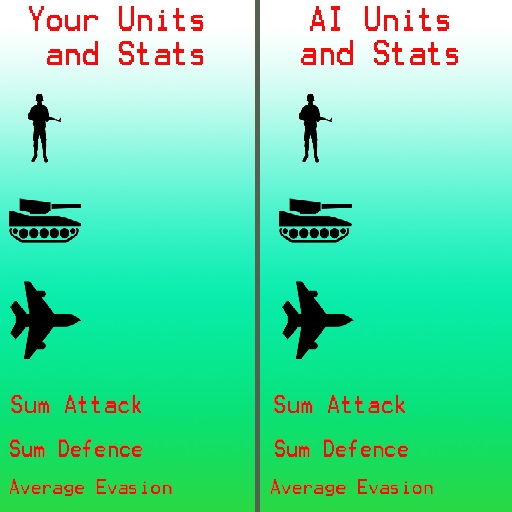 Your Units
and Stats
Sum Attack
Sum Defence
Average Evasion
AI Units
and Stats
Sum Attack
Sum Defence
Average Evasion